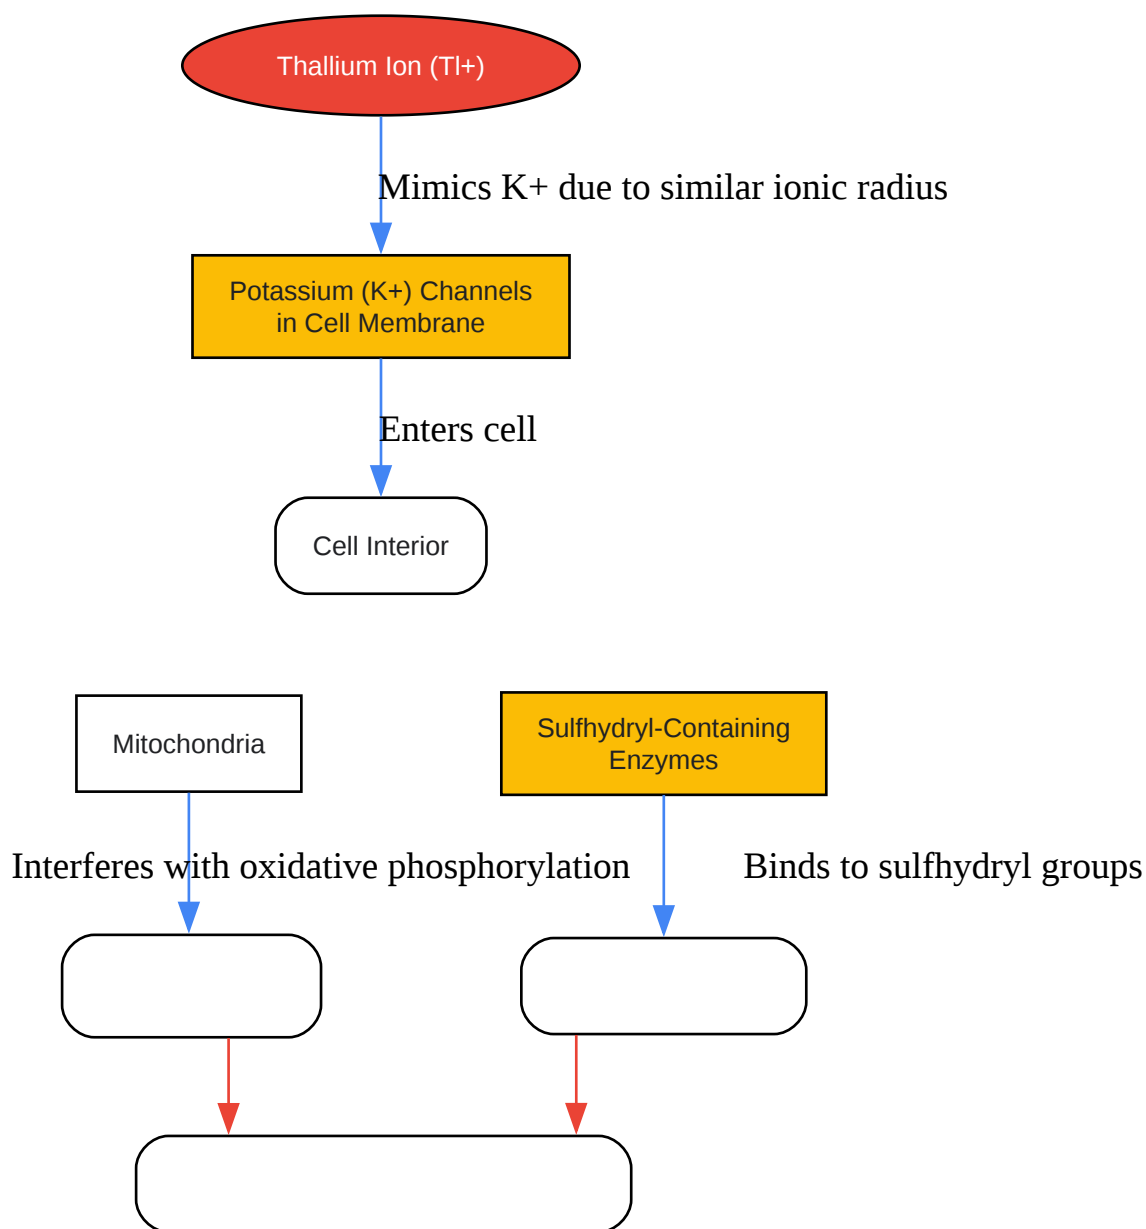 Thallium Ion (Tl+)
Mimics K+ due to similar ionic radius
Potassium (K+) Channels
in Cell Membrane
Enters cell
Cell Interior
Mitochondria
Sulfhydryl-Containing
Enzymes
Interferes with oxidative phosphorylation
Binds to sulfhydryl groups